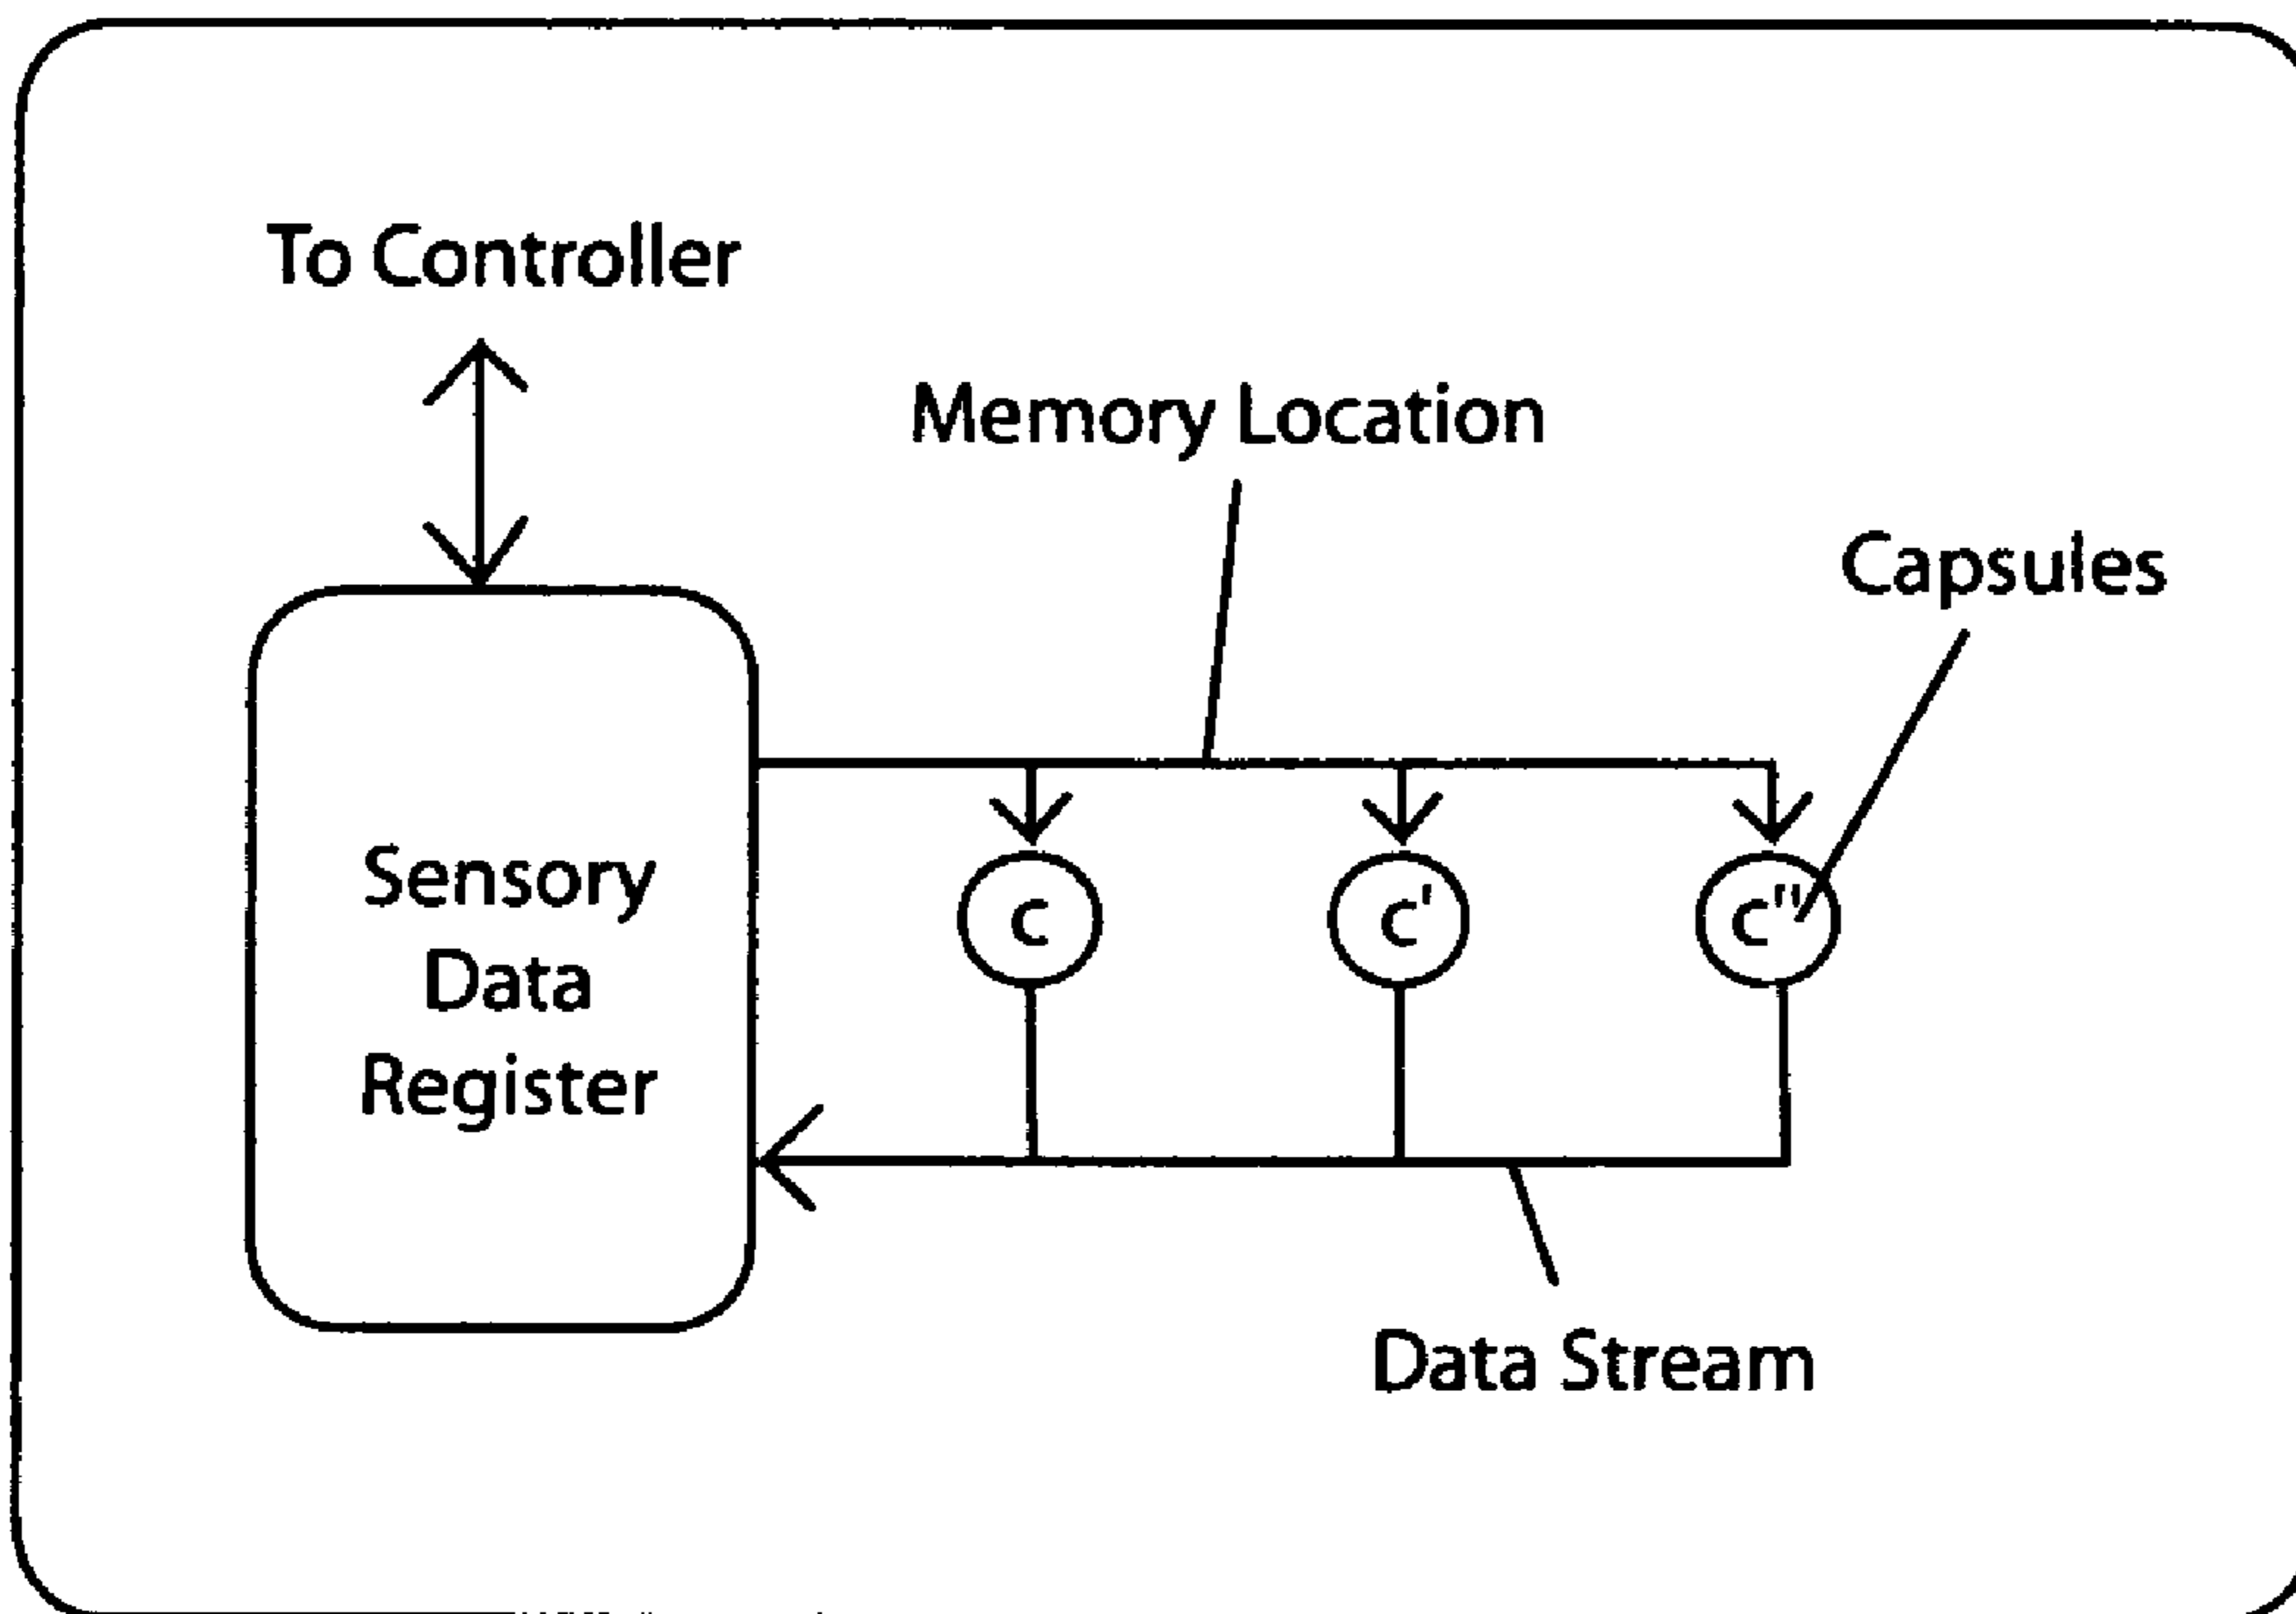 To Controller
Memory Location
Capsules
Sensory
Data
Register
c
c'
c"
Data Stream